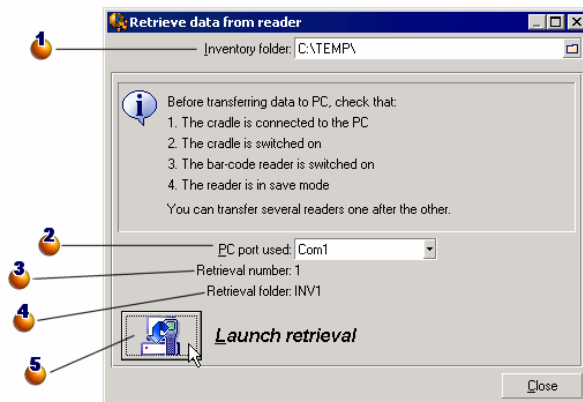 Retrieve data from reader
1
Inventory folder: C:\TEMP\
Before transferring data to PC, check that:
1. The cradle is connected to the PC
2. The cradle is switched on
3. The bar-code reader is switched on
4. The reader is in save mode
You can transfer several readers one after the other.
2
PC port used: Com1
3
Retrieval number: 1
4
Retrieval folder: INV1
5
Launch retrieval
Close